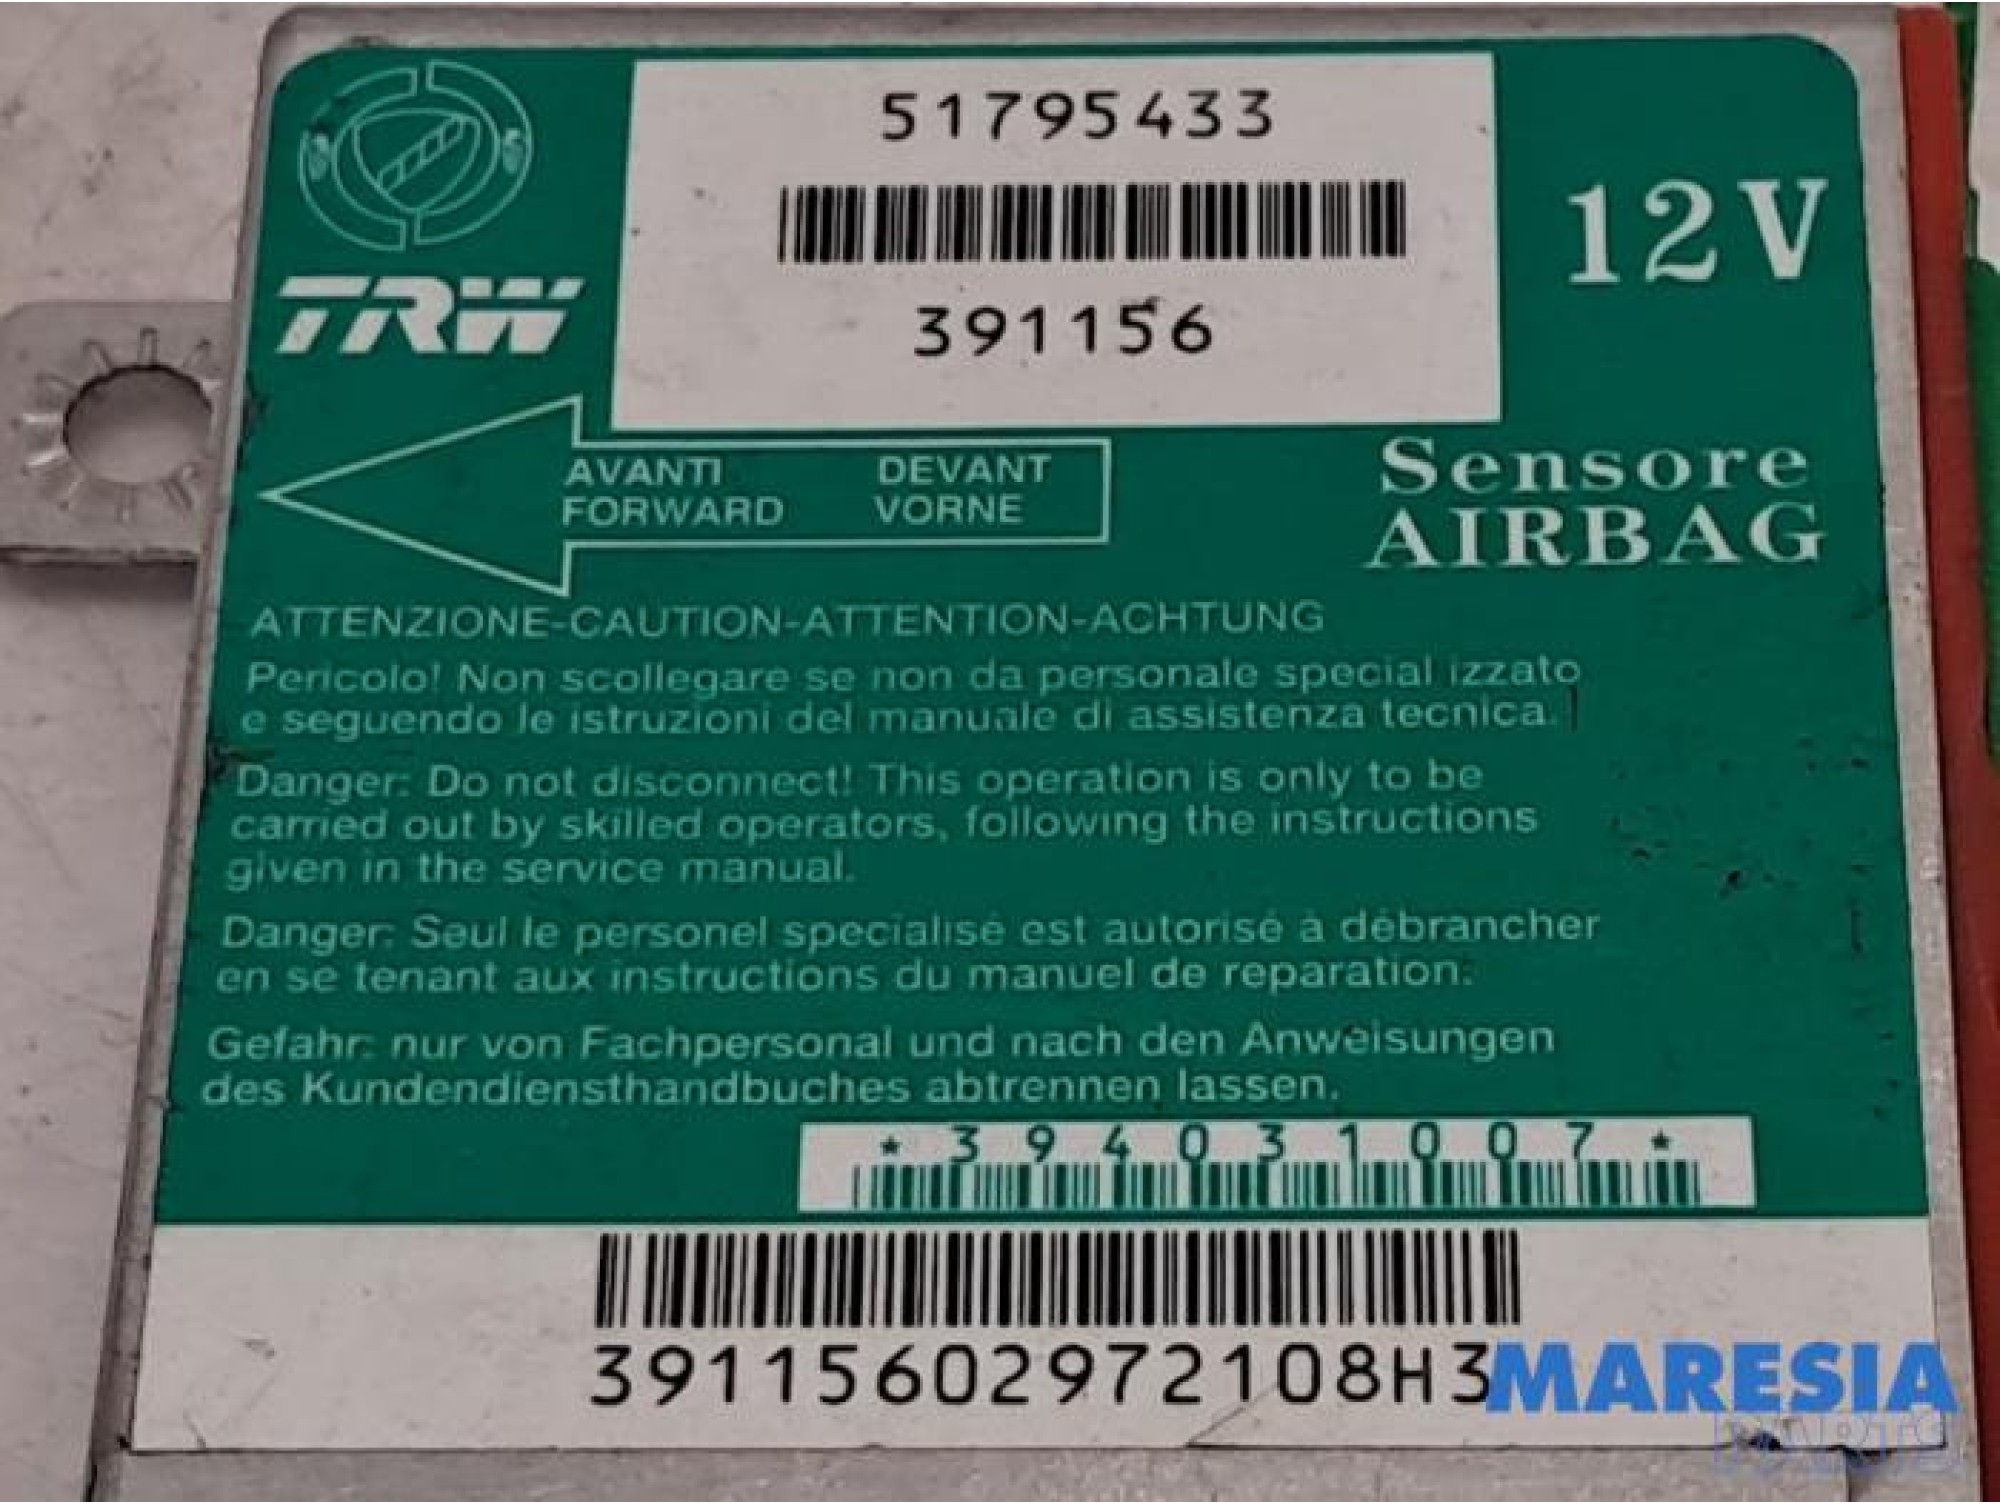 51795433
391156
12V
TRW
AVANTI DEVANT
FORWARD VORNE
Sensore
AIRBAG
ATTENZIONE-CAUTION-ATTENTION-ACHTUNG
Pericolo! Non scollegare se non da personale special izzato
e seguendo le istruzioni del manuale di assistenza tecnica.
Danger: Do not disconnect! This operation is only to be
carried out by skilled operators, following the instructions
given in the service manual.
Danger: Seul le personel specialisé est autorisé à débrancher
en se tenant aux instructions du manuel de reparation.
Gefahr: nur von Fachpersonal und nach den Anweisungen
des Kundendiensthandbuches abtrennen lassen.
*394031007*
39115602972108H3
MARESIA
PARTS